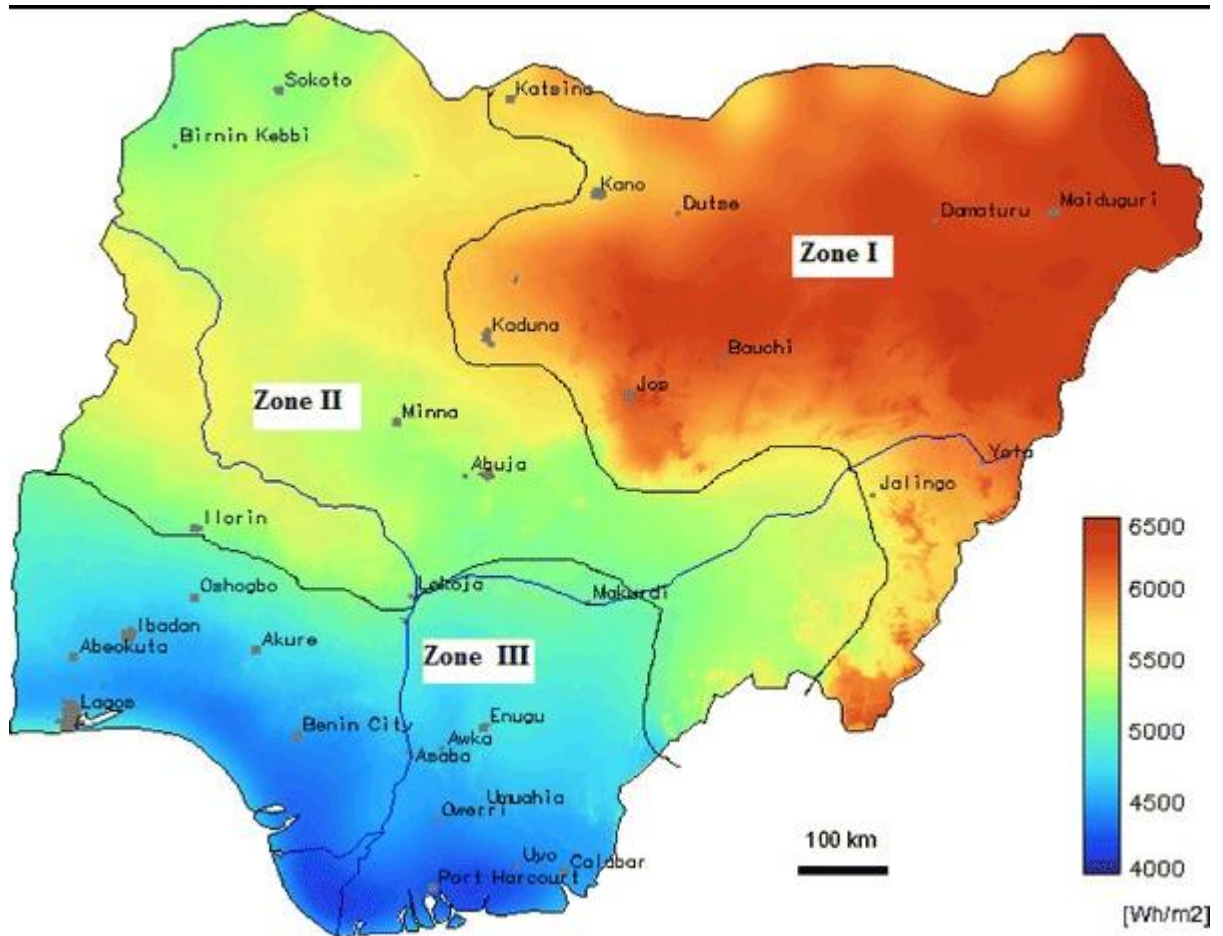 Sokoto
Katsina
Birnin Kebbi
Kano
Dutse
Damaturu
Maiduguri
Zone I
Kaduna
Bauchi
Jos
Zone II
Minna
Abuja
Yola
Jalingo
Ilorin
6500
Oshogbo
Lokoja
Makurdi
6000
Ibadan
Abeokuta
Akure
Zone III
5500
Lagos
Benin City
Enugu
Awka
Asaba
5000
Umuahia
Owerri
100 km
4500
Uyo
Calabar
Port Harcourt
4000
[Wh/m2]